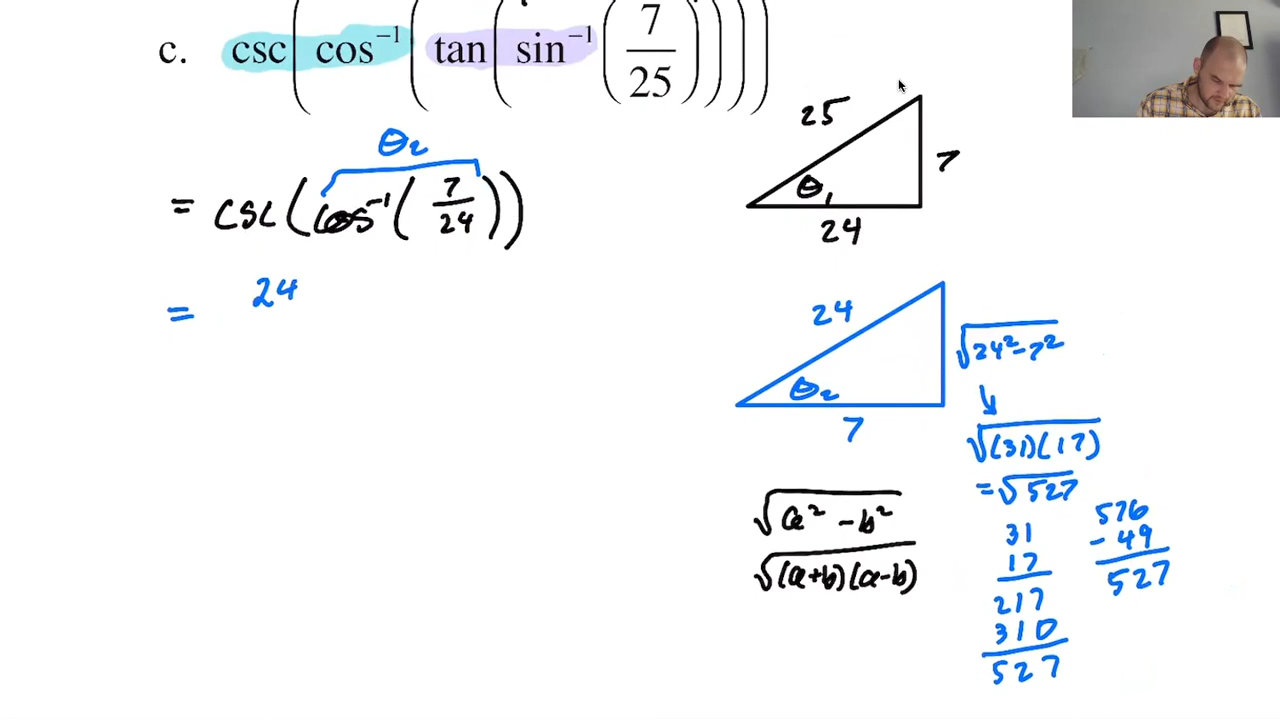 c. csc(cos⁻¹(tan(sin⁻¹(7/25))))
θ₂
= csc(cos⁻¹(7/24))
= 24
25
7
θ₁
24
24
√24²-7²
θ₂
7
√(31)(17)
= √527
√a² - b²
√(a+b)(a-b)
31
17
217
310
527
576
- 49
527